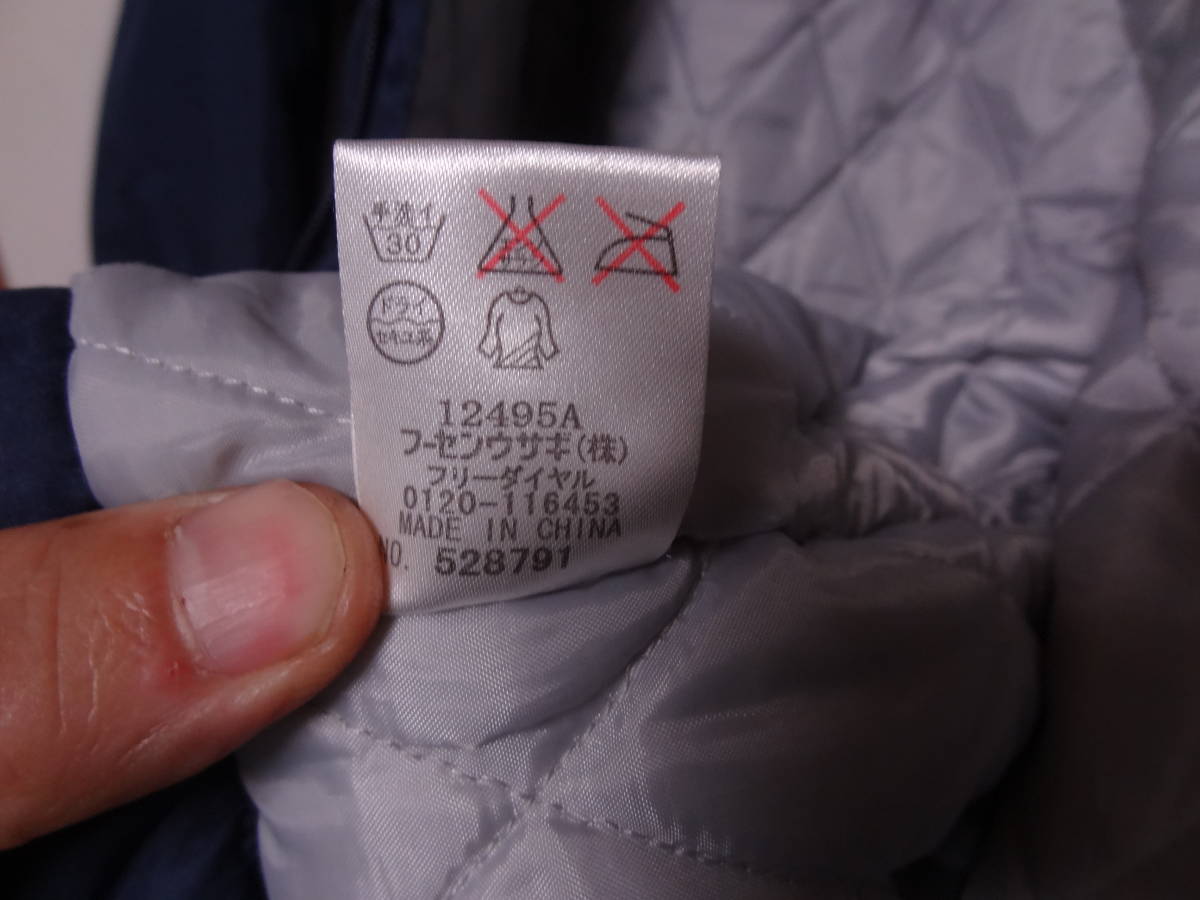 手洗イ
30
ドライ
セキユ系
12495A
フーセンウサギ(株)
フリーダイヤル
0120-116453
MADE IN CHINA
NO. 528791